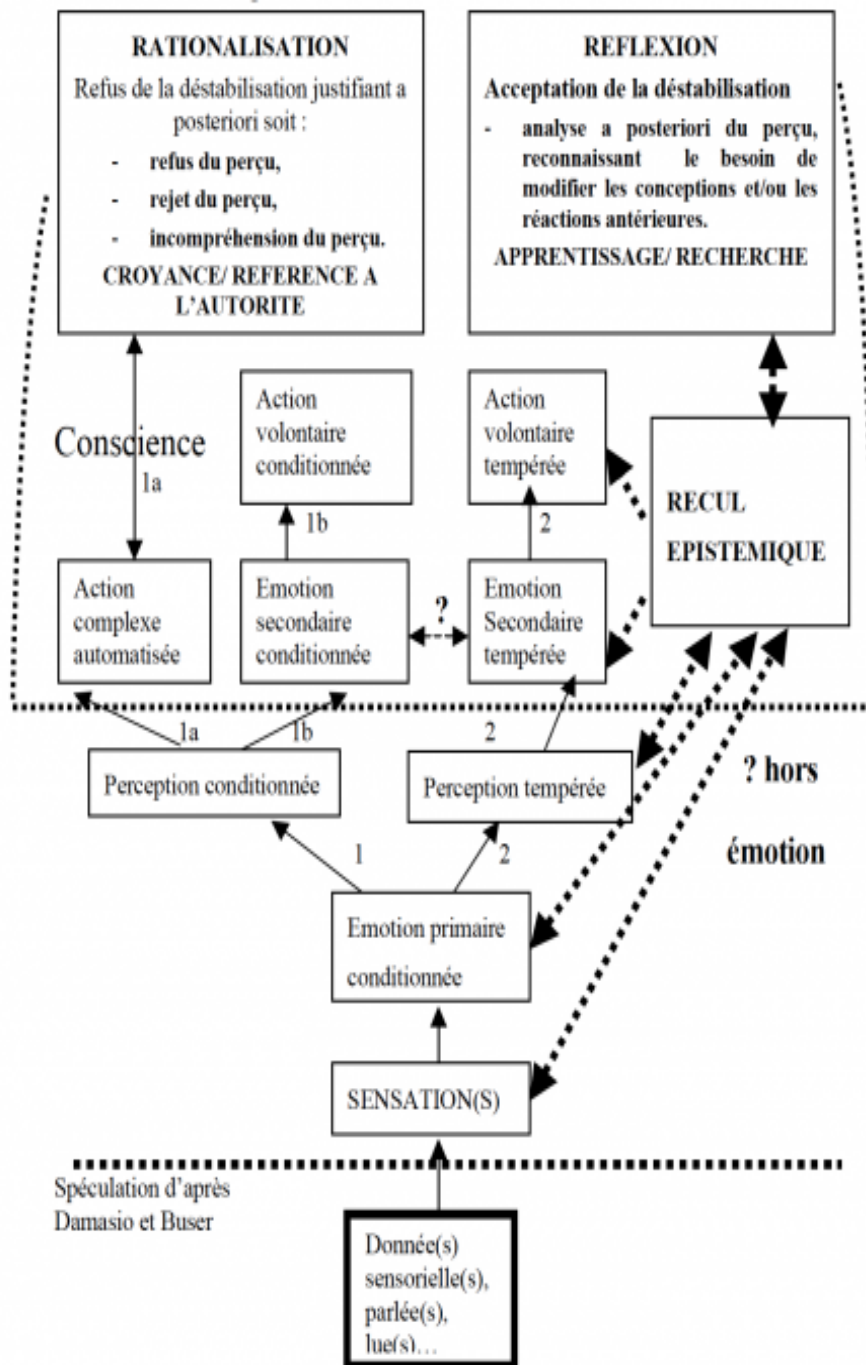 RATIONALISATION
Refus de la déstabilisation justifiant a
posteriori soit :
- refus du perçu,
- rejet du perçu,
- incompréhension du perçu.
CROYANCE/ REFERENCE A
L'AUTORITE
REFLEXION
Acceptation de la déstabilisation
- analyse a posteriori du perçu,
reconnaissant le besoin de
modifier les conceptions et/ou les
réactions antérieures.
APPRENTISSAGE/ RECHERCHE
Conscience
1a
Action
volontaire
conditionnée
1b
Action
volontaire
tempérée
2
RECUL
EPISTEMIQUE
Action
complexe
automatisée
Emotion
secondaire
conditionnée
?
Emotion
Secondaire
tempérée
1a
1b
2
Perception conditionnée
Perception tempérée
? hors
émotion
1
2
Emotion primaire
conditionnée
SENSATION(S)
Spéculation d'après
Damasio et Buser
Donnée(s)
sensorielle(s),
parlée(s),
lue(s)…